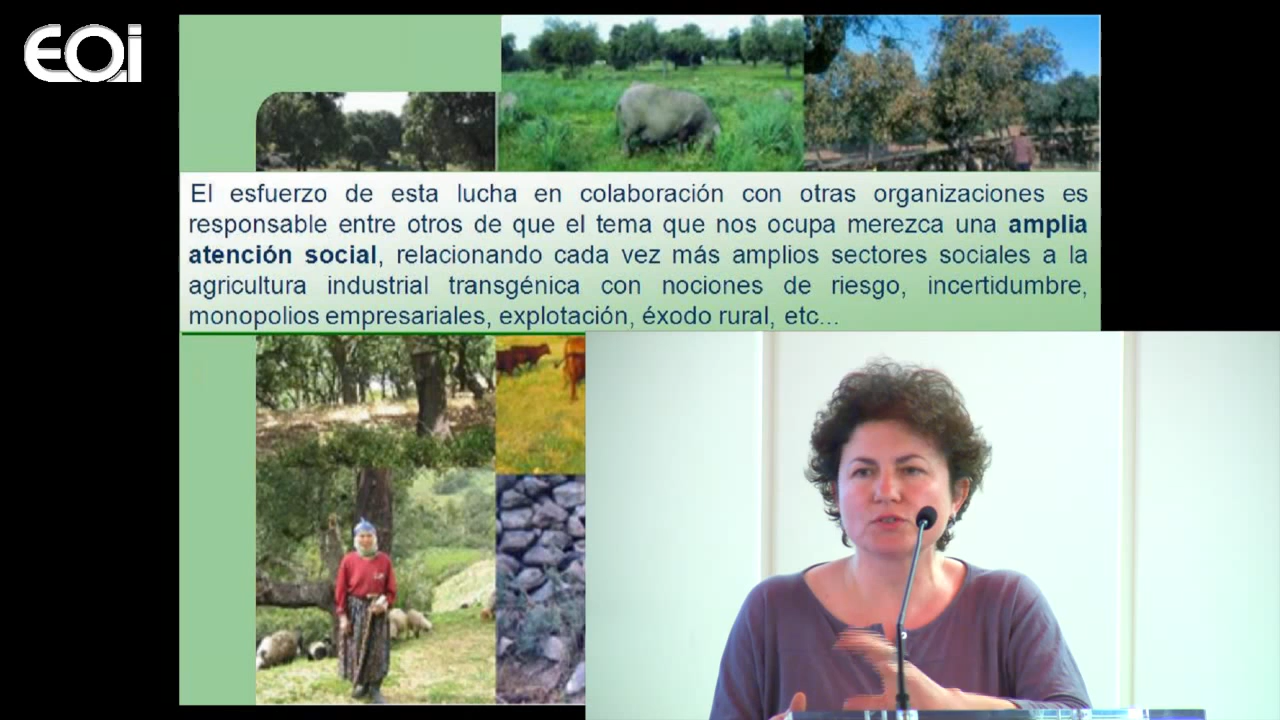 EOi
El esfuerzo de esta lucha en colaboración con otras organizaciones es
responsable entre otros de que el tema que nos ocupa merezca una amplia
atención social, relacionando cada vez más amplios sectores sociales a la
agricultura industrial transgénica con nociones de riesgo, incertidumbre,
monopolios empresariales, explotación, éxodo rural, etc...